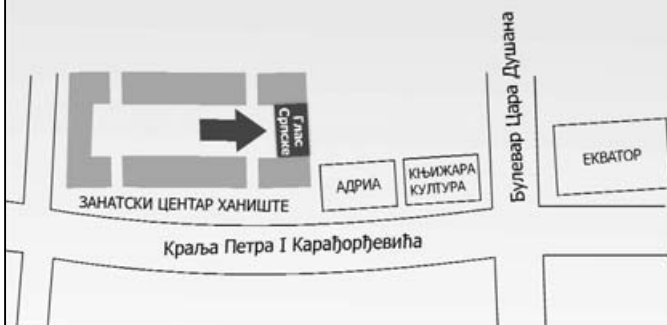 Глас
Српске
ЗАНАТСКИ ЦЕНТАР ХАНИШТЕ
АДРИА
КЊИЖАРА
КУЛТУРА
Булевар Цара Душана
ЕКВАТОР
Краља Петра I Карађорђевића